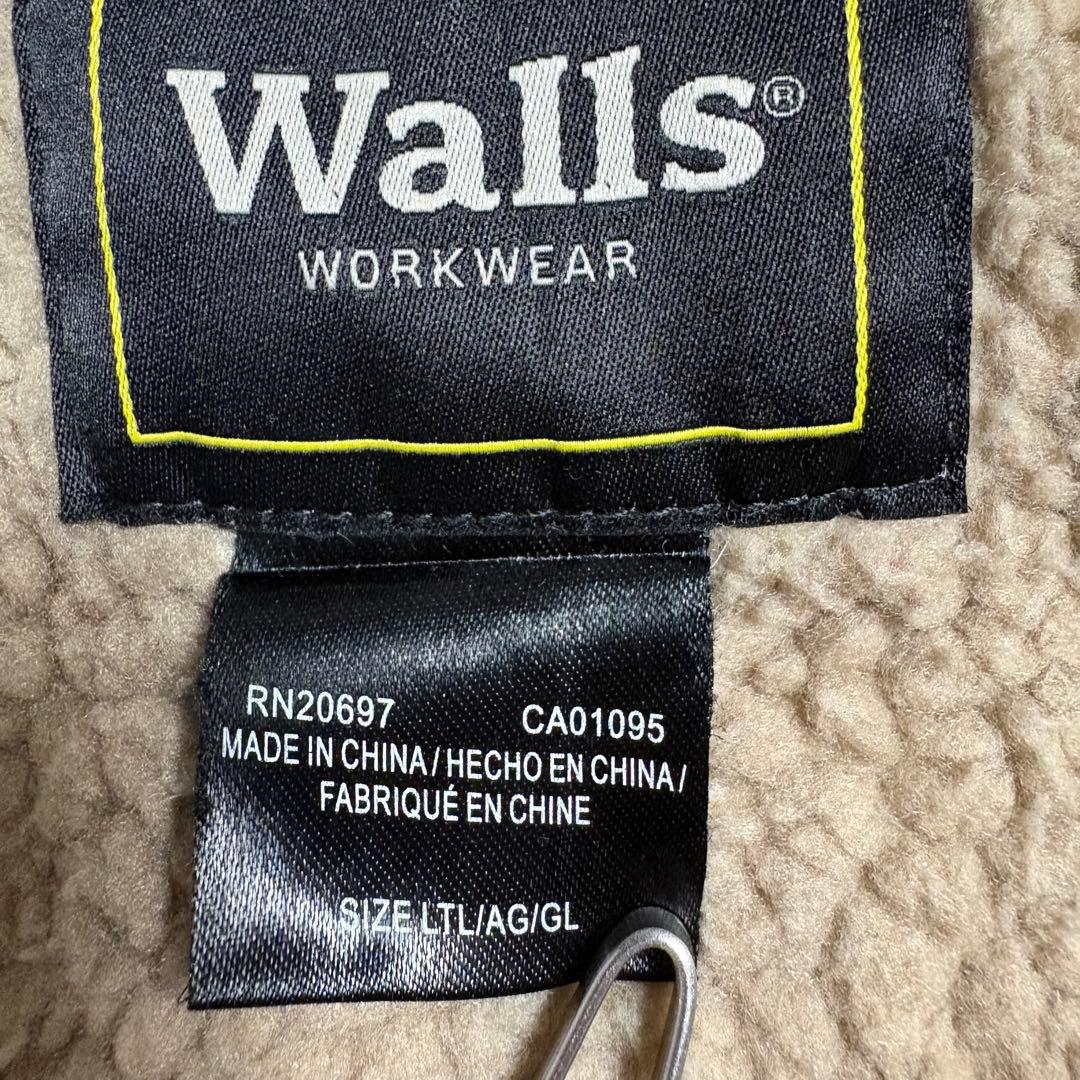 Walls®
WORKWEAR
RN20697 CA01095
MADE IN CHINA/HECHO EN CHINA/
FABRIQUÉ EN CHINE
SIZE LTL/AG/GL